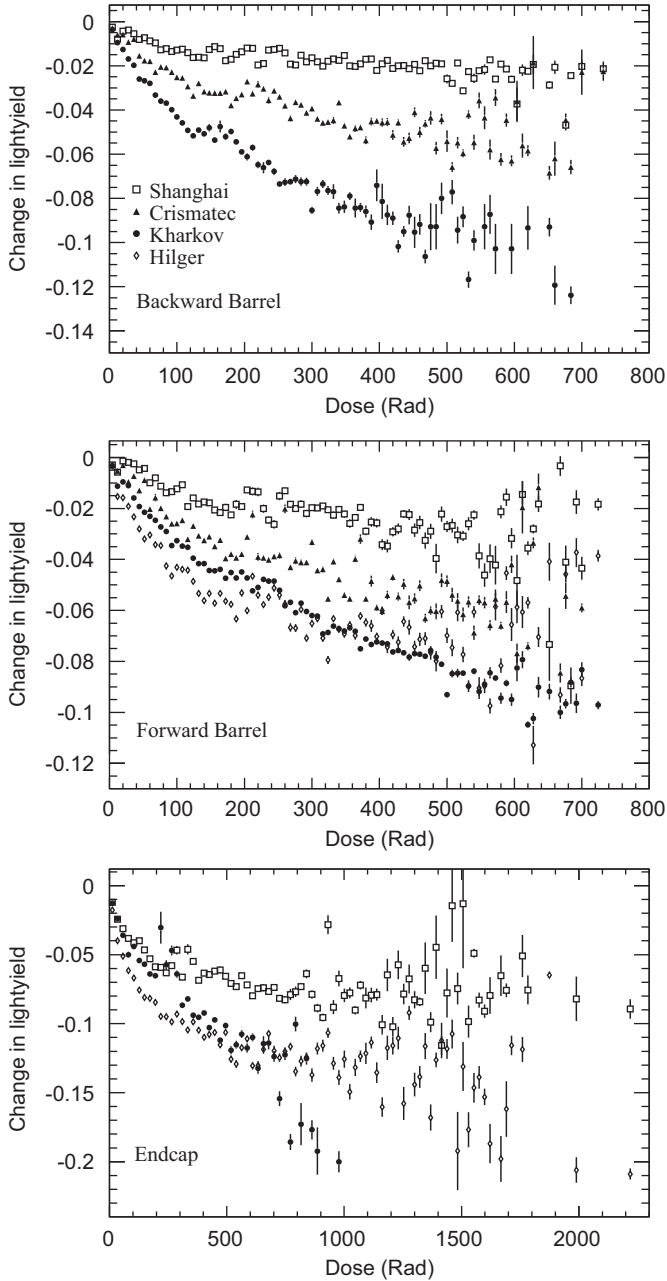 0
-0.02
-0.04
-0.06
-0.08
-0.1
-0.12
-0.14
Change in lightyield
Shanghai
Crismatec
Kharkov
Hilger
Backward Barrel
0 100 200 300 400 500 600 700 800
Dose (Rad)
0
-0.02
-0.04
-0.06
-0.08
-0.1
-0.12
Change in lightyield
Forward Barrel
0 100 200 300 400 500 600 700 800
Dose (Rad)
0
-0.05
-0.1
-0.15
-0.2
Change in lightyield
Endcap
0 500 1000 1500 2000
Dose (Rad)